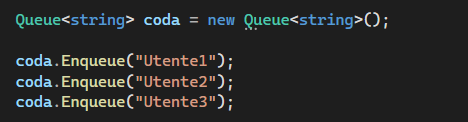 Queue<string> coda = new Queue<string>();
coda.Enqueue("Utente1");
coda.Enqueue("Utente2");
coda.Enqueue("Utente3");